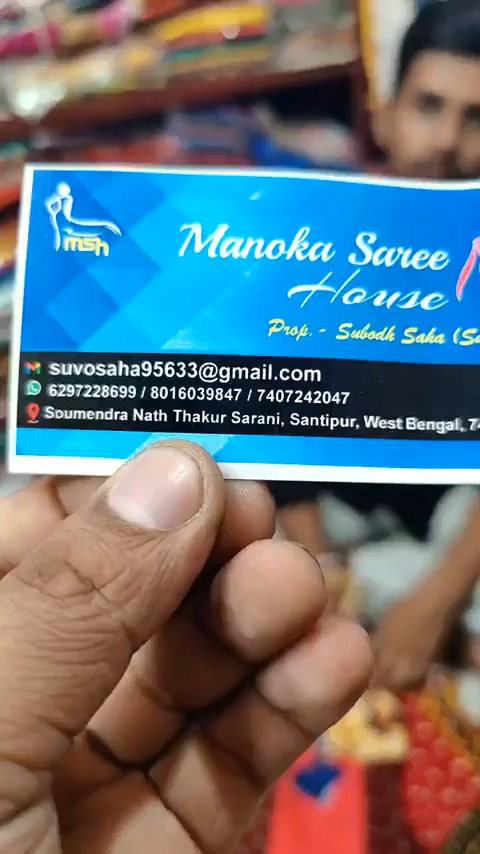 msh
Manoka Saree
House
Prop. - Subodh Saha
suvosaha95633@gmail.com
6297228699 / 8016039847 / 7407242047
Soumendra Nath Thakur Sarani, Santipur, West Bengal,